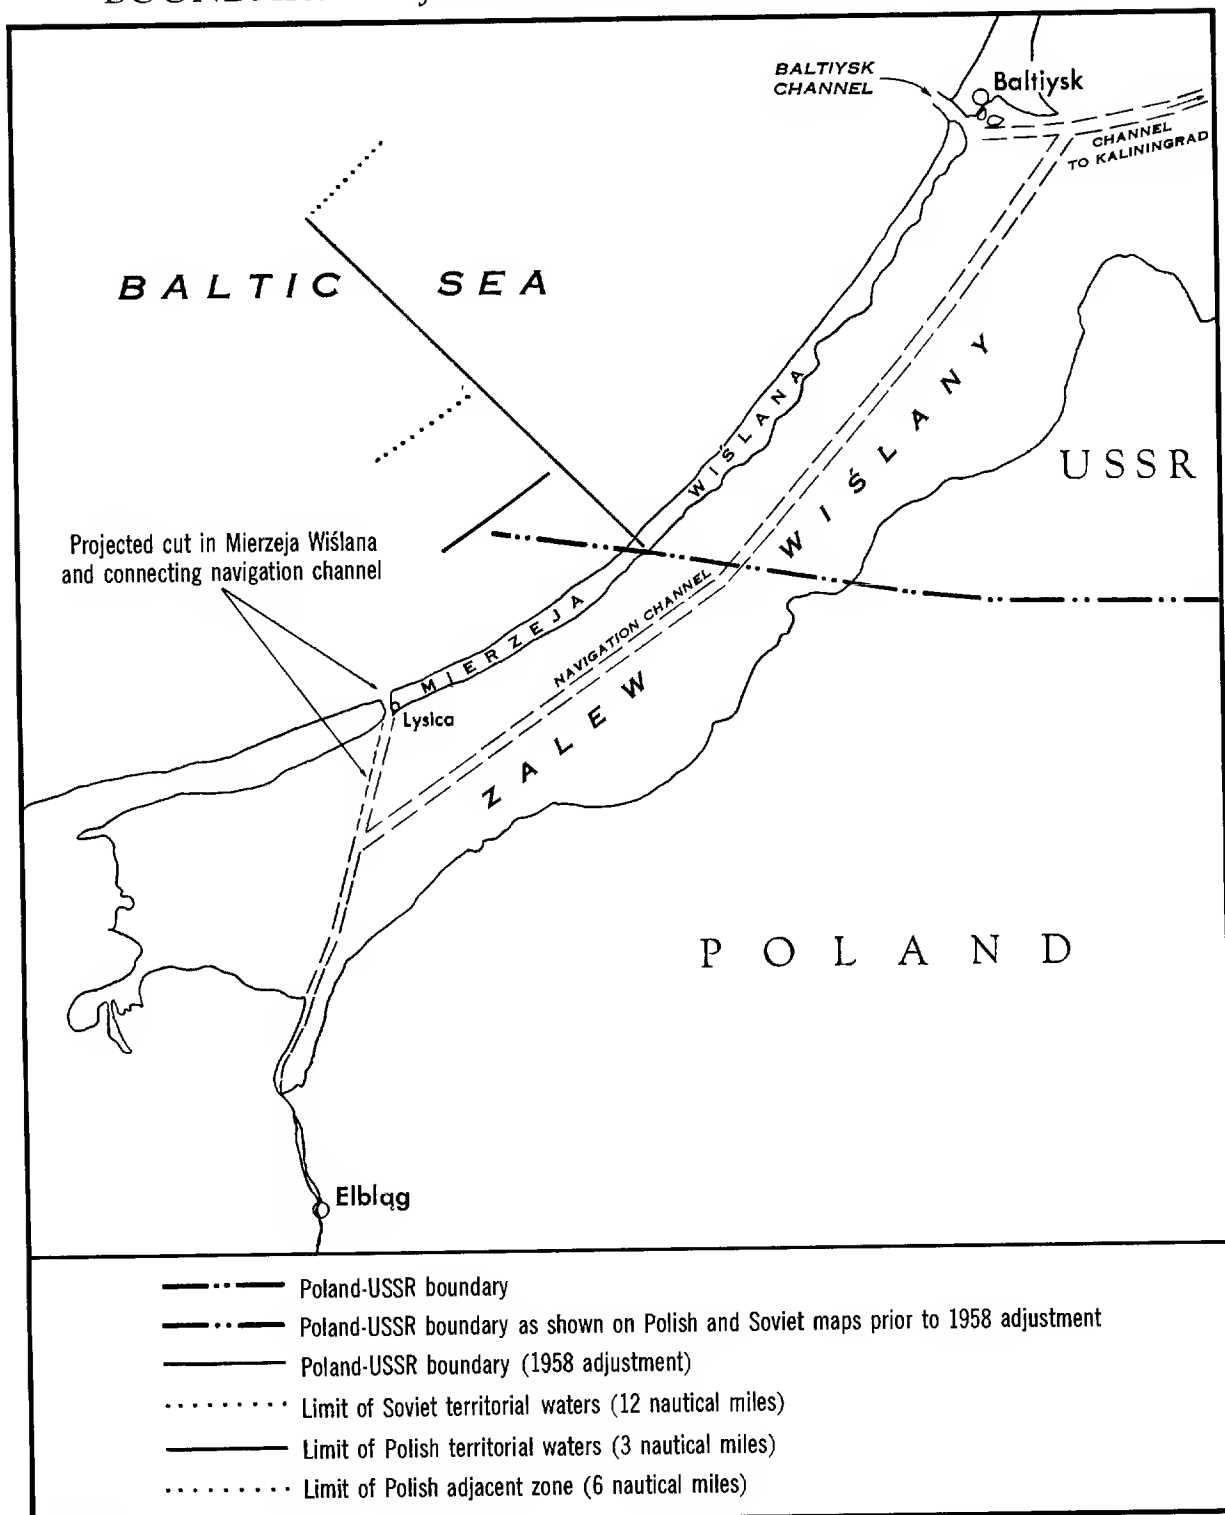 BALTIYSK
CHANNEL
Baltiysk
CHANNEL
TO KALININGRAD
BALTIC SEA
USSR
Projected cut in Mierzeja Wiślana
and connecting navigation channel
MIERZEJA WIŚLANA
NAVIGATION CHANNEL
ZALEW WIŚLANY
Lysica
POLAND
Elbląg
Poland-USSR boundary
Poland-USSR boundary as shown on Polish and Soviet maps prior to 1958 adjustment
Poland-USSR boundary (1958 adjustment)
Limit of Soviet territorial waters (12 nautical miles)
Limit of Polish territorial waters (3 nautical miles)
Limit of Polish adjacent zone (6 nautical miles)